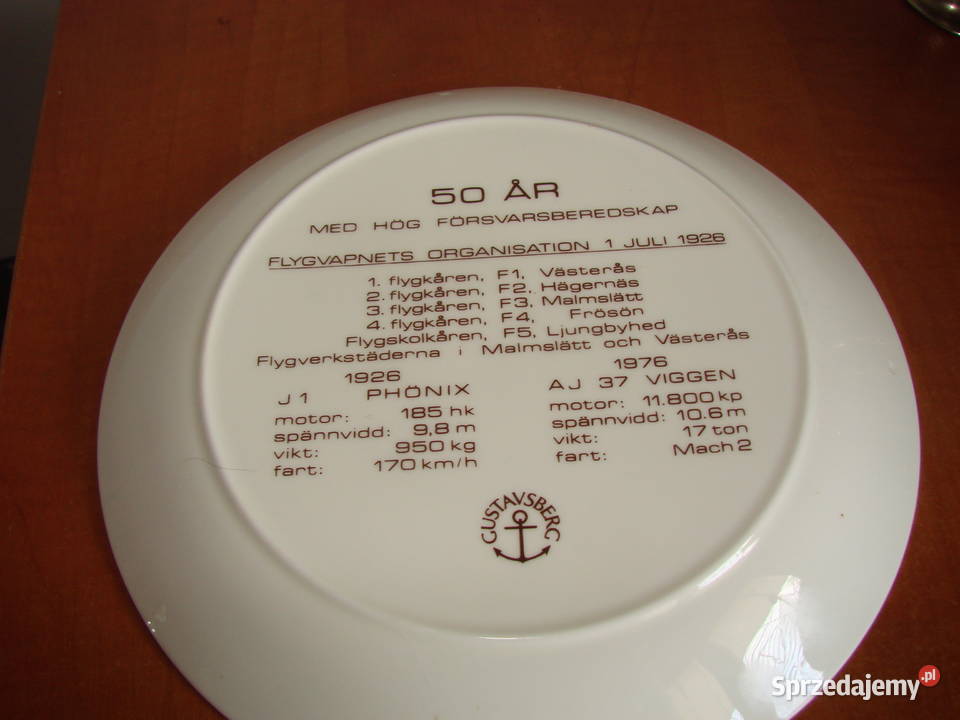 50 ÅR
MED HÖG FÖRSVARSBEREDSKAP
FLYGVAPNETS ORGANISATION 1 JULI 1926
1. flygkåren, F1, Västerås
2. flygkåren, F2, Hägernäs
3. flygkåren, F3, Malmslätt
4. flygkåren, F4, Frösön
Flygskolkåren, F5, Ljungbyhed
Flygverkstäderna i Malmslätt och Västerås
1926
J 1 PHÖNIX
motor: 185 hk
spännvidd: 9,8 m
vikt: 950 kg
fart: 170 km/h
1976
AJ 37 VIGGEN
motor: 11.800 kp
spännvidd: 10.6 m
vikt: 17 ton
fart: Mach 2
GUSTAVSBERG
Sprzedajemy.pl